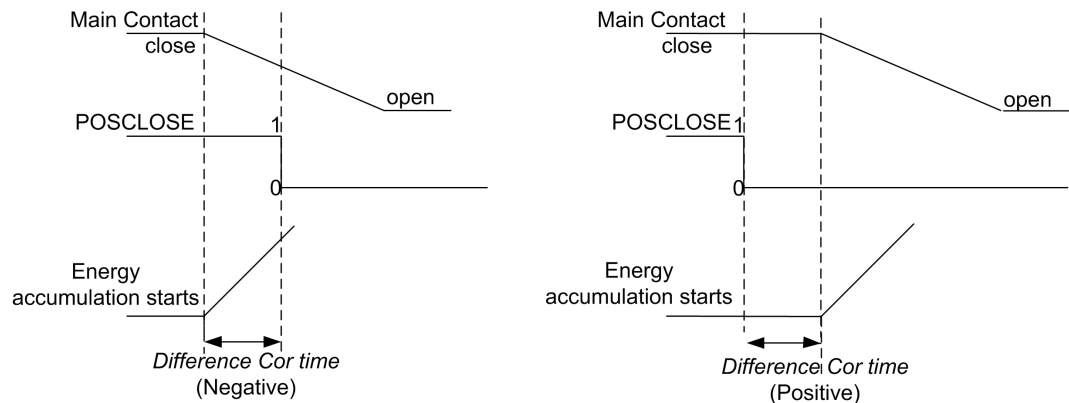 Main Contact
close
open
POSCLOSE 1
0
Energy
accumulation starts
Difference Cor time
(Negative)
Main Contact
close
open
POSCLOSE 1
0
Energy
accumulation starts
Difference Cor time
(Positive)